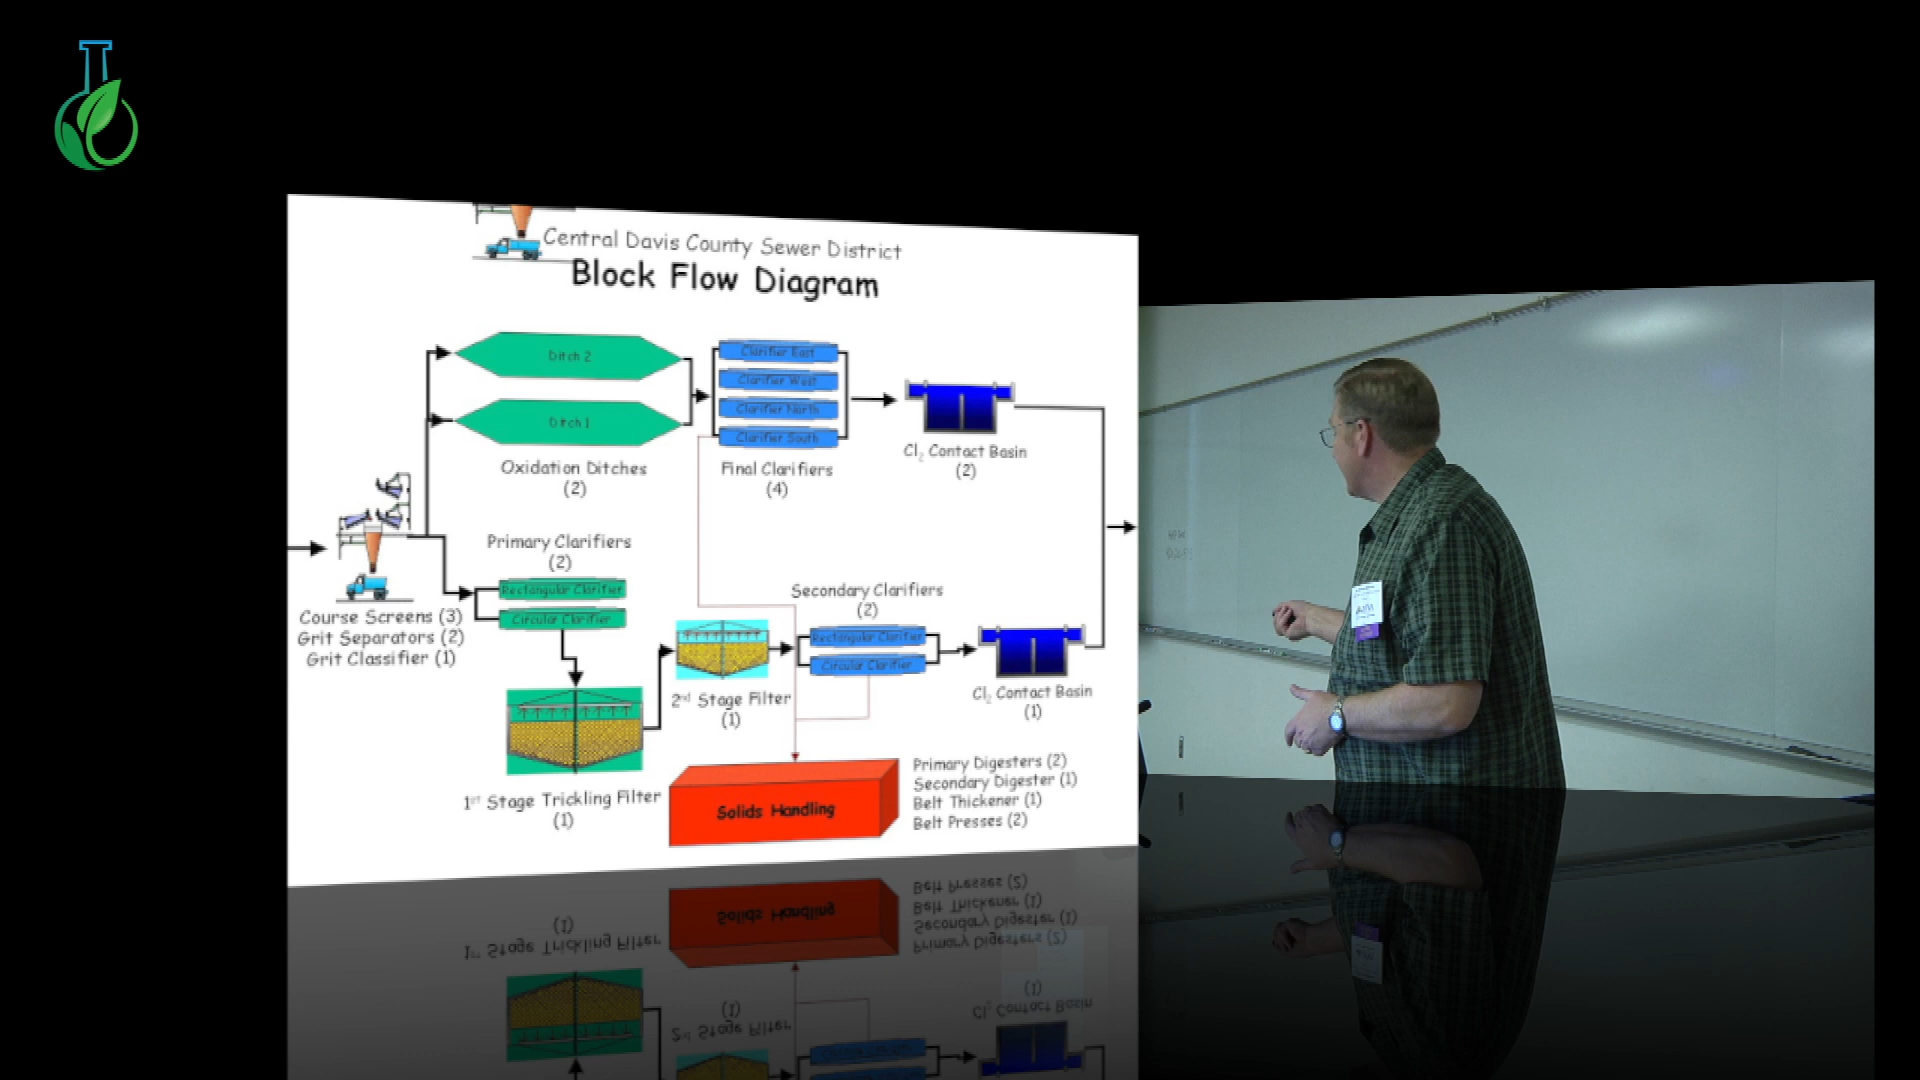 Central Davis County Sewer District
Block Flow Diagram
Ditch 2
Ditch 1
Oxidation Ditches
(2)
Clarifier East
Clarifier West
Clarifier North
Clarifier South
Final Clarifiers
(4)
Cl₂ Contact Basin
(2)
Course Screens (3)
Grit Separators (2)
Grit Classifier (1)
Primary Clarifiers
(2)
Rectangular Clarifier
Circular Clarifier
1st Stage Trickling Filter
(1)
2nd Stage Filter
(1)
Secondary Clarifiers
(2)
Rectangular Clarifier
Circular Clarifier
Cl₂ Contact Basin
(1)
Solids Handling
Primary Digesters (2)
Secondary Digester (1)
Belt Thickener (1)
Belt Presses (2)